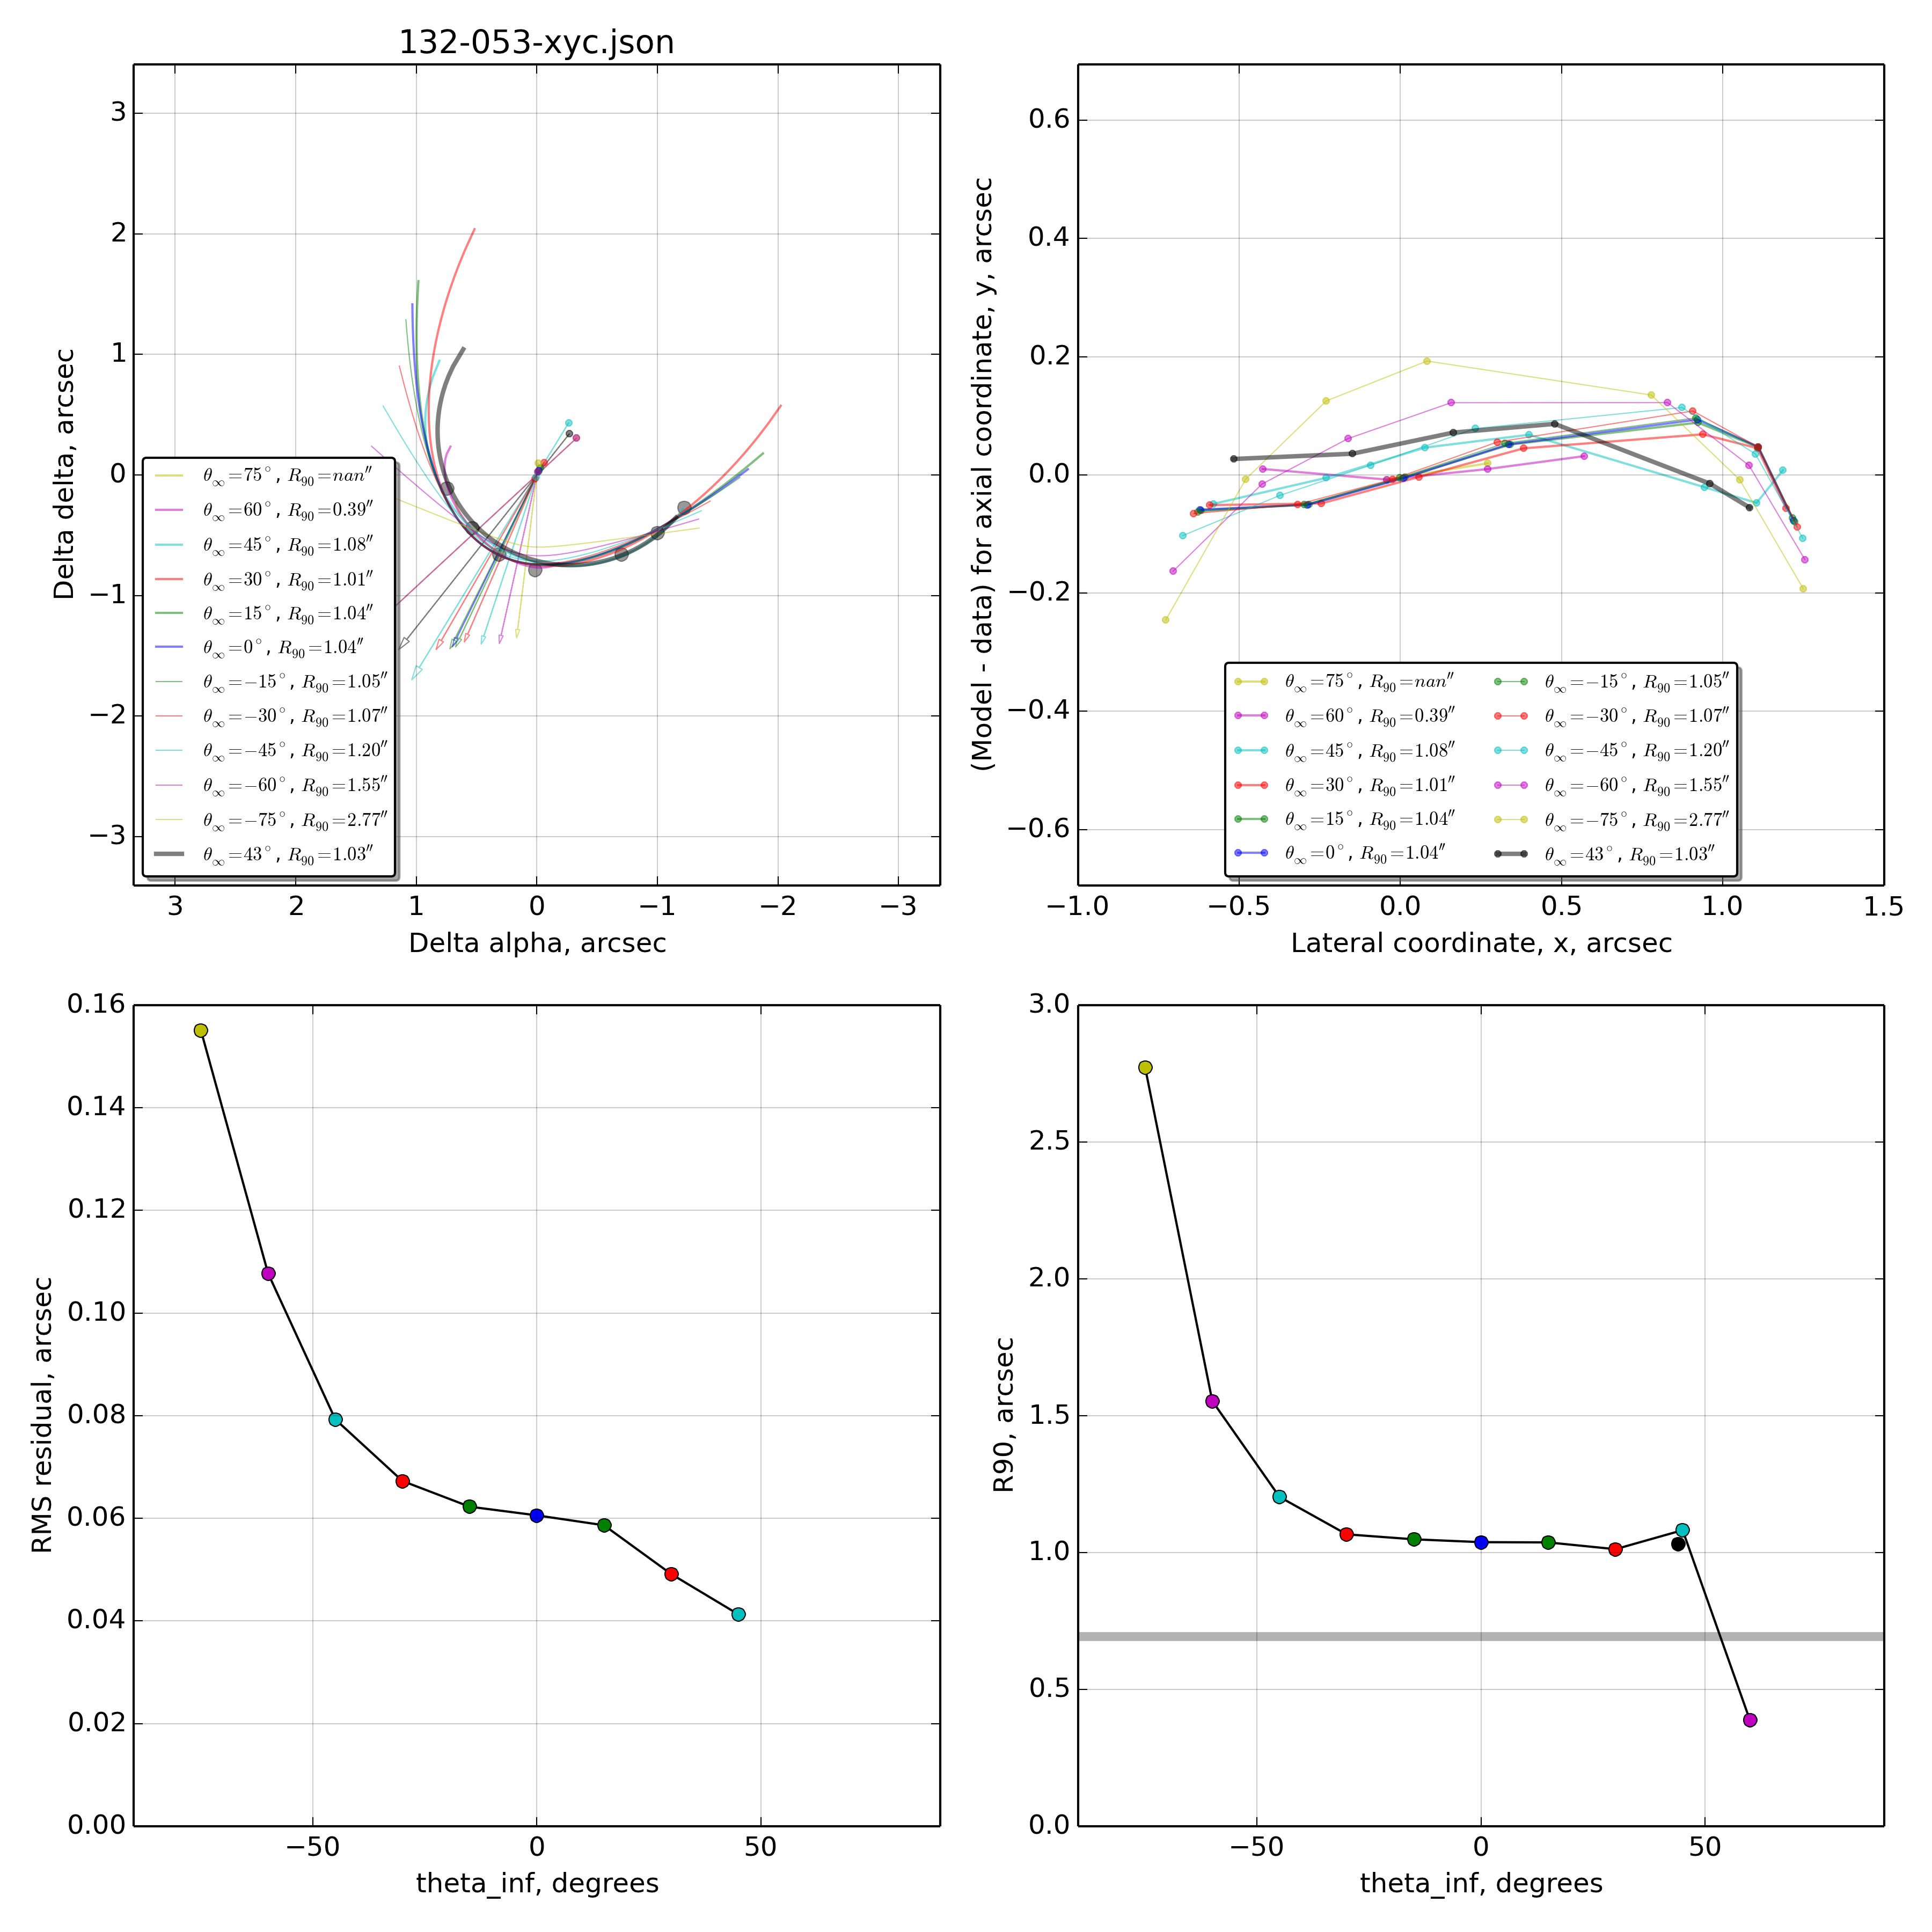 132-053-xyc.json
3
2
1
0
−1
−2
−3
Delta delta, arcsec
θ∞=75°, R90=nan″
θ∞=60°, R90=0.39″
θ∞=45°, R90=1.08″
θ∞=30°, R90=1.01″
θ∞=15°, R90=1.04″
θ∞=0°, R90=1.04″
θ∞=−15°, R90=1.05″
θ∞=−30°, R90=1.07″
θ∞=−45°, R90=1.20″
θ∞=−60°, R90=1.55″
θ∞=−75°, R90=2.77″
θ∞=43°, R90=1.03″
3 2 1 0 −1 −2 −3
Delta alpha, arcsec
0.6
0.4
0.2
0.0
−0.2
−0.4
−0.6
(Model - data) for axial coordinate, y, arcsec
θ∞=75°, R90=nan″
θ∞=60°, R90=0.39″
θ∞=45°, R90=1.08″
θ∞=30°, R90=1.01″
θ∞=15°, R90=1.04″
θ∞=0°, R90=1.04″
θ∞=−15°, R90=1.05″
θ∞=−30°, R90=1.07″
θ∞=−45°, R90=1.20″
θ∞=−60°, R90=1.55″
θ∞=−75°, R90=2.77″
θ∞=43°, R90=1.03″
−1.0 −0.5 0.0 0.5 1.0 1.5
Lateral coordinate, x, arcsec
0.16
0.14
0.12
0.10
0.08
0.06
0.04
0.02
0.00
RMS residual, arcsec
−50 0 50
theta_inf, degrees
3.0
2.5
2.0
1.5
1.0
0.5
0.0
R90, arcsec
−50 0 50
theta_inf, degrees